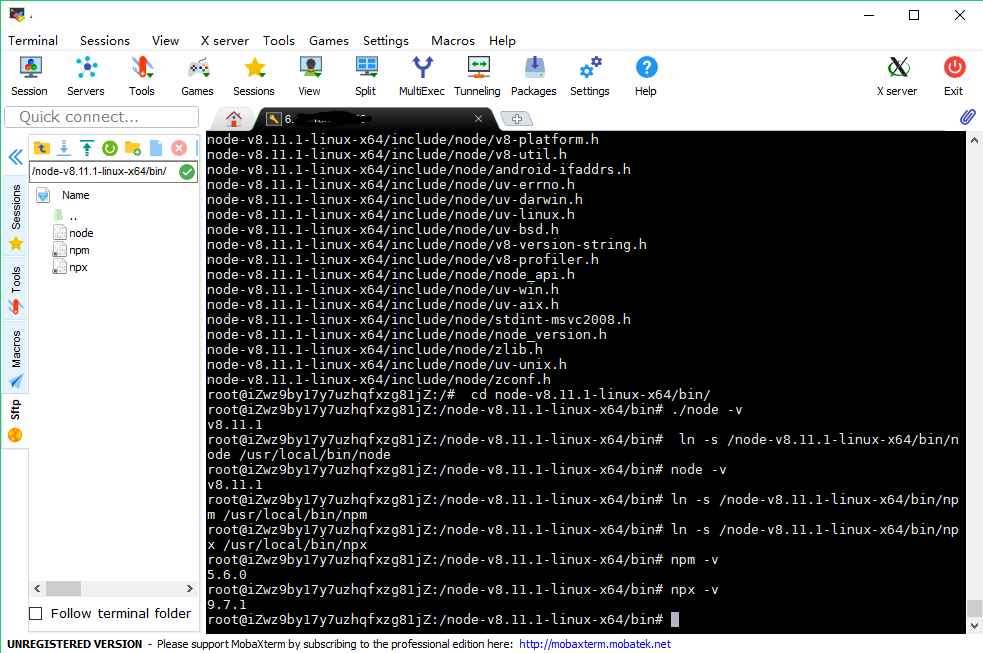 Terminal Sessions View X server Tools Games Settings Macros Help
Session Servers Tools Games Sessions View Split MultiExec Tunneling Packages Settings Help X server Exit
Quick connect...
6.
/node-v8.11.1-linux-x64/bin/
Name
..
node
npm
npx
Sessions
Tools
Macros
Sftp
Follow terminal folder
node-v8.11.1-linux-x64/include/node/v8-platform.h
node-v8.11.1-linux-x64/include/node/v8-util.h
node-v8.11.1-linux-x64/include/node/android-ifaddrs.h
node-v8.11.1-linux-x64/include/node/uv-errno.h
node-v8.11.1-linux-x64/include/node/uv-darwin.h
node-v8.11.1-linux-x64/include/node/uv-linux.h
node-v8.11.1-linux-x64/include/node/uv-bsd.h
node-v8.11.1-linux-x64/include/node/v8-version-string.h
node-v8.11.1-linux-x64/include/node/v8-profiler.h
node-v8.11.1-linux-x64/include/node/node_api.h
node-v8.11.1-linux-x64/include/node/uv-win.h
node-v8.11.1-linux-x64/include/node/uv-aix.h
node-v8.11.1-linux-x64/include/node/stdint-msvc2008.h
node-v8.11.1-linux-x64/include/node/node_version.h
node-v8.11.1-linux-x64/include/node/zlib.h
node-v8.11.1-linux-x64/include/node/uv-unix.h
node-v8.11.1-linux-x64/include/node/zconf.h
root@iZwz9by17y7uzhqfxzg81jZ:/#  cd node-v8.11.1-linux-x64/bin/
root@iZwz9by17y7uzhqfxzg81jZ:/node-v8.11.1-linux-x64/bin# ./node -v
v8.11.1
root@iZwz9by17y7uzhqfxzg81jZ:/node-v8.11.1-linux-x64/bin#  ln -s /node-v8.11.1-linux-x64/bin/n
ode /usr/local/bin/node
root@iZwz9by17y7uzhqfxzg81jZ:/node-v8.11.1-linux-x64/bin# node -v
v8.11.1
root@iZwz9by17y7uzhqfxzg81jZ:/node-v8.11.1-linux-x64/bin# ln -s /node-v8.11.1-linux-x64/bin/np
m /usr/local/bin/npm
root@iZwz9by17y7uzhqfxzg81jZ:/node-v8.11.1-linux-x64/bin# ln -s /node-v8.11.1-linux-x64/bin/np
x /usr/local/bin/npx
root@iZwz9by17y7uzhqfxzg81jZ:/node-v8.11.1-linux-x64/bin# npm -v
5.6.0
root@iZwz9by17y7uzhqfxzg81jZ:/node-v8.11.1-linux-x64/bin# npx -v
9.7.1
root@iZwz9by17y7uzhqfxzg81jZ:/node-v8.11.1-linux-x64/bin#
UNREGISTERED VERSION - Please support MobaXterm by subscribing to the professional edition here: http://mobaxterm.mobatek.net